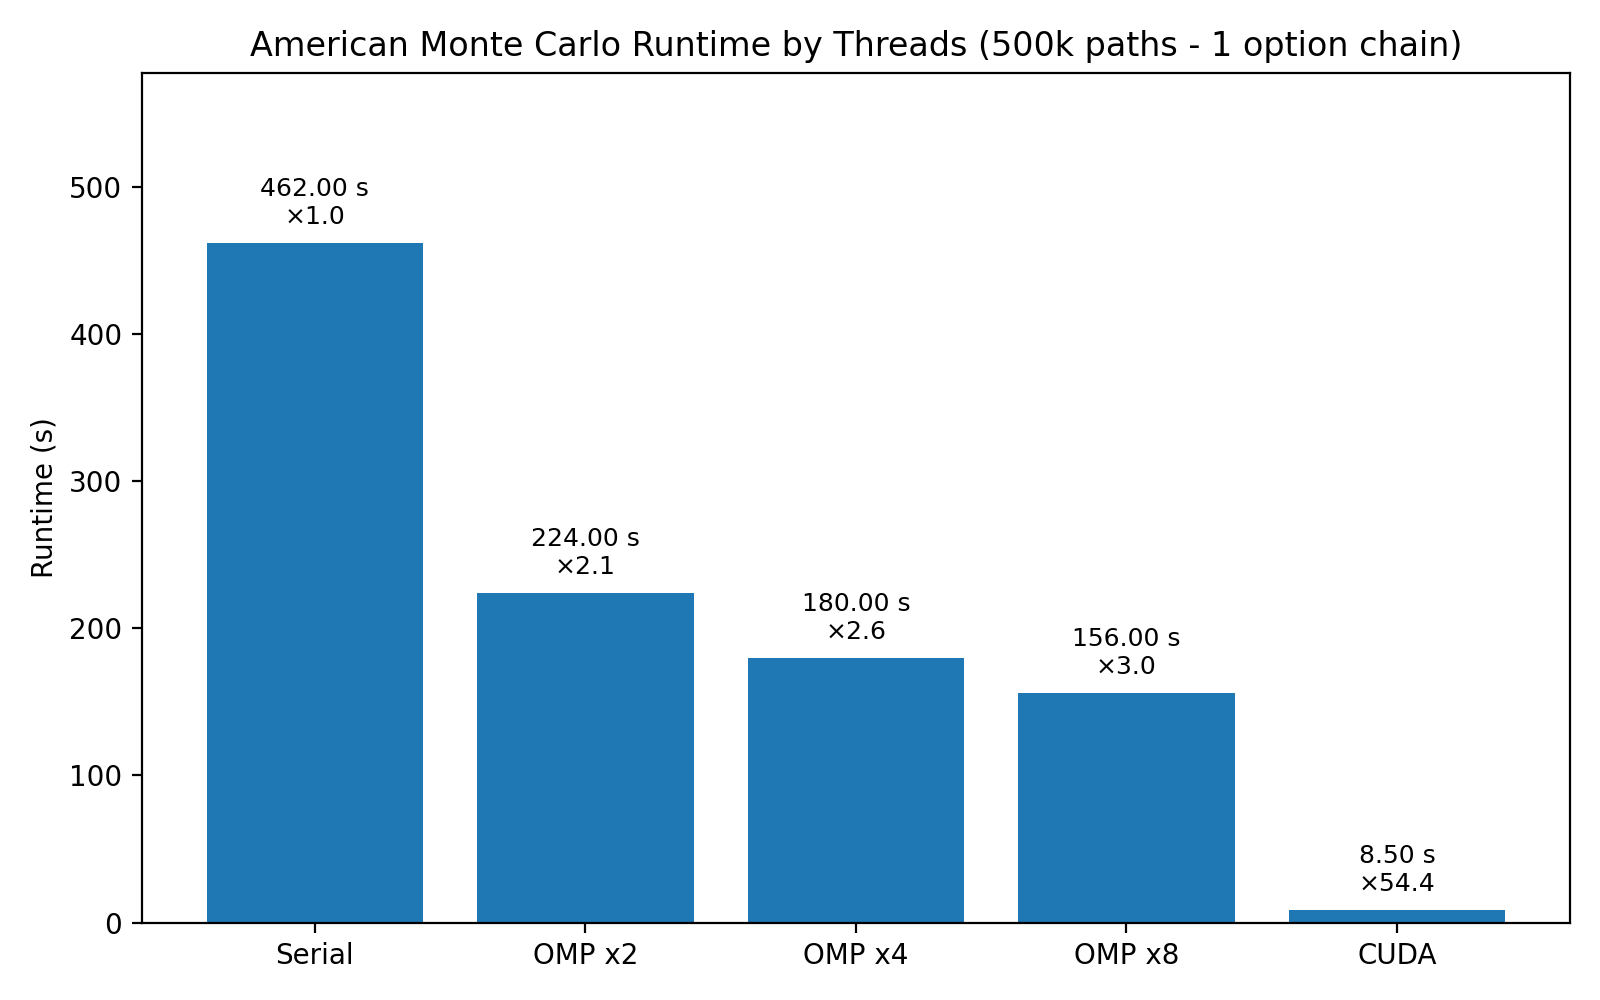 American Monte Carlo Runtime by Threads (500k paths - 1 option chain)
Runtime (s)
500
400
300
200
100
0
462.00 s
×1.0
224.00 s
×2.1
180.00 s
×2.6
156.00 s
×3.0
8.50 s
×54.4
Serial
OMP x2
OMP x4
OMP x8
CUDA